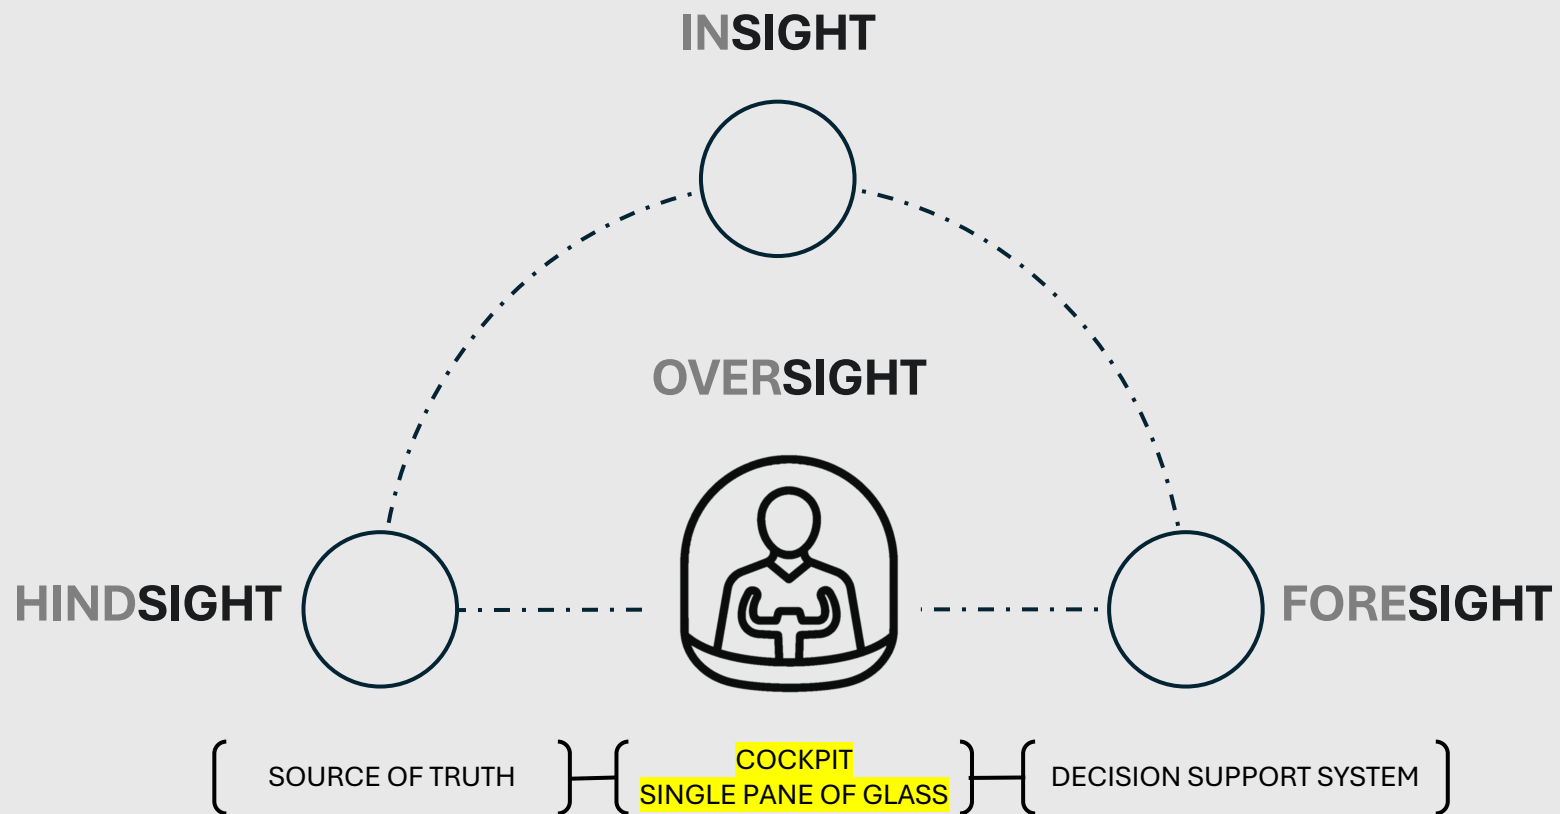 INSIGHT
OVERSIGHT
HINDSIGHT
FORESIGHT
SOURCE OF TRUTH
COCKPIT
SINGLE PANE OF GLASS
DECISION SUPPORT SYSTEM